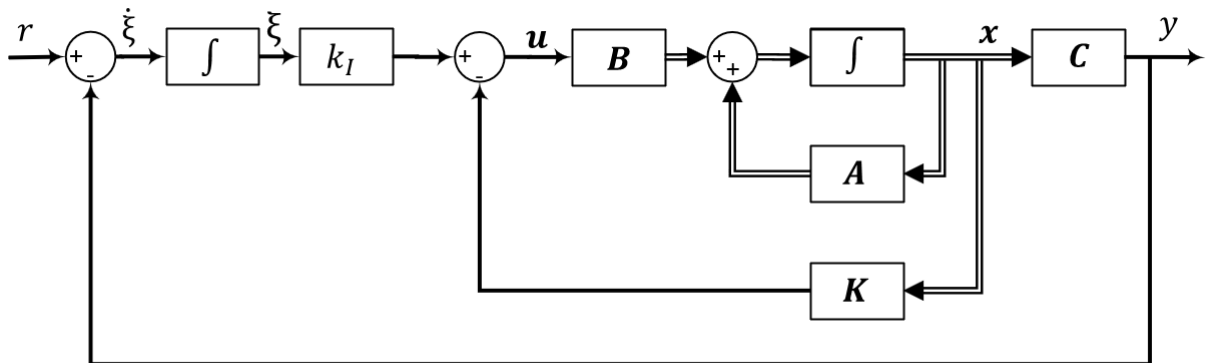 r + - ξ̇ ∫ ξ k_I + - u B + + ∫ x C y
A
K